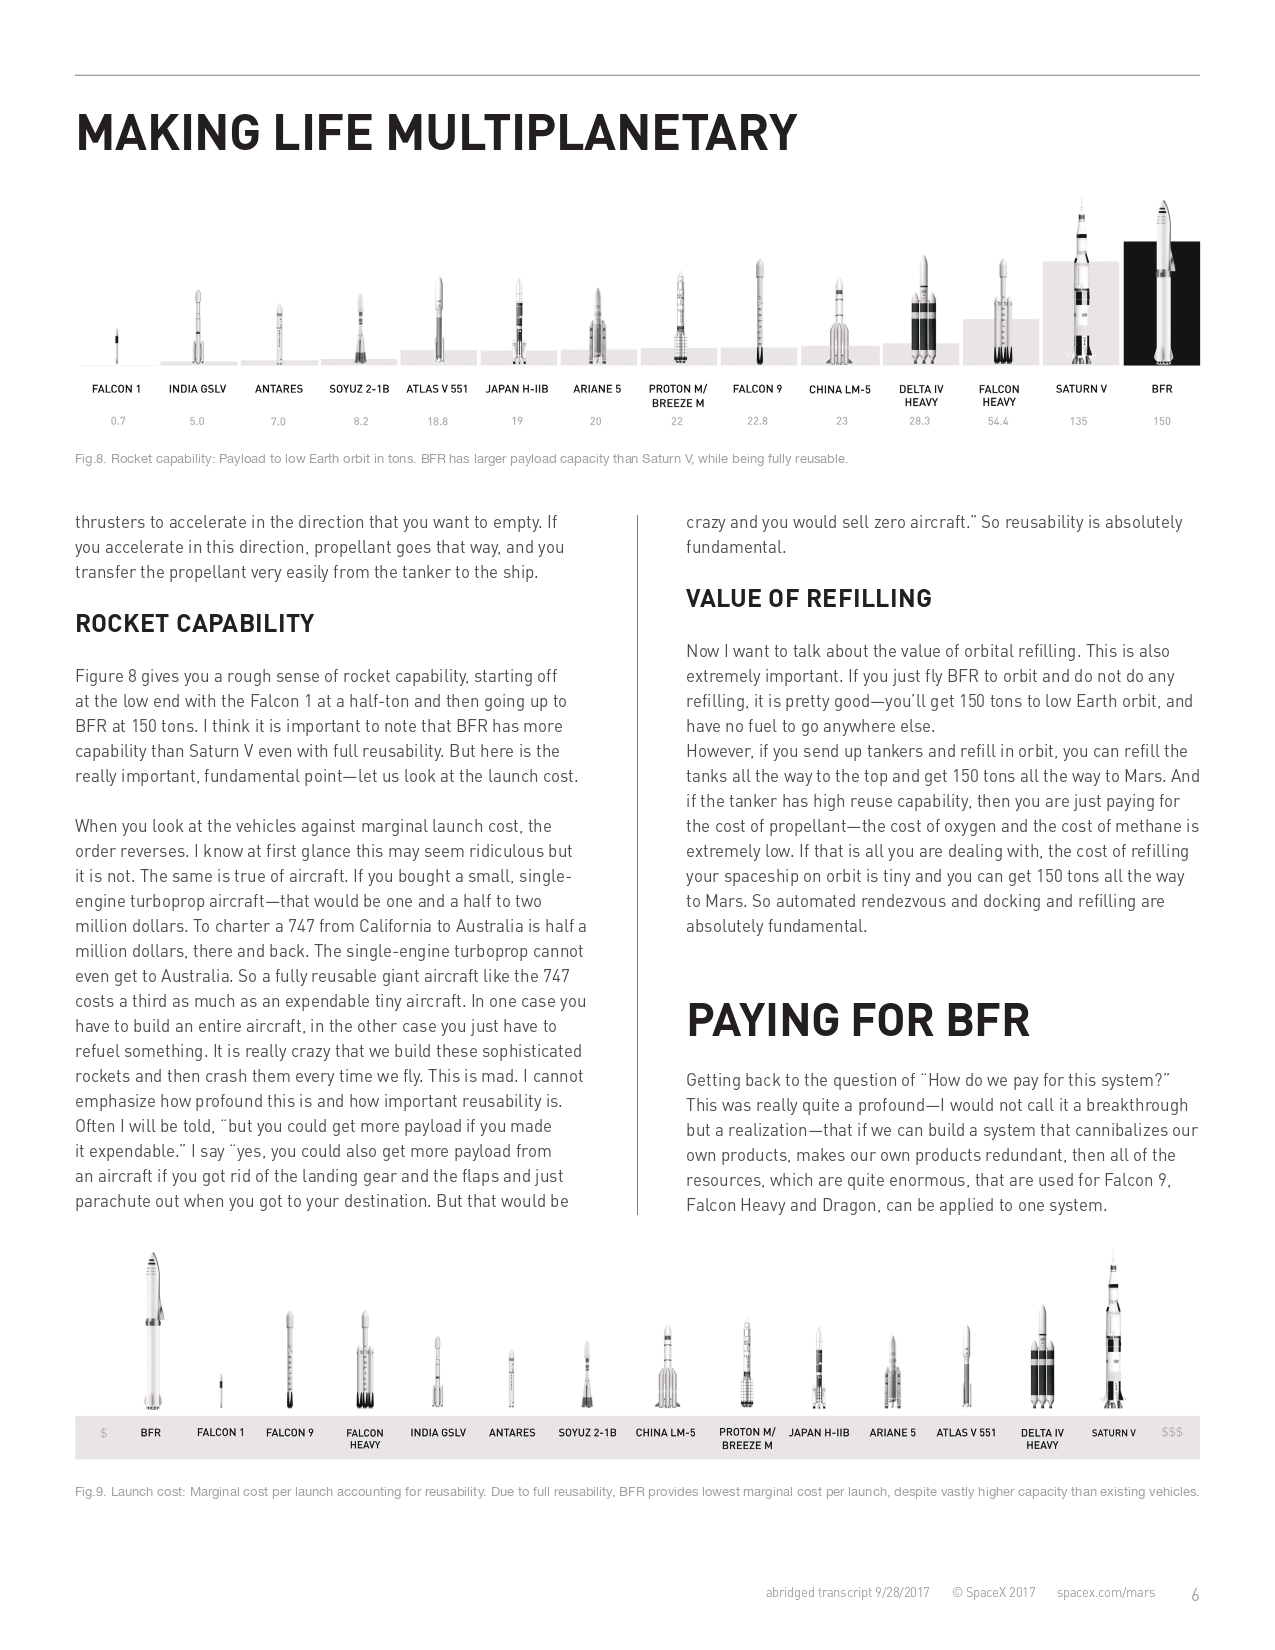 MAKING LIFE MULTIPLANETARY
FALCON 1 INDIA GSLV ANTARES SOYUZ 2-1B ATLAS V 551 JAPAN H-IIB ARIANE 5 PROTON M/ FALCON 9 CHINA LM-5 DELTA IV FALCON SATURN V BFR
BREEZE M HEAVY HEAVY
0.7 5.0 7.0 8.2 18.8 19 20 22 22.8 23 28.3 54.4 135 150
Fig.8. Rocket capability: Payload to low Earth orbit in tons. BFR has larger payload capacity than Saturn V, while being fully reusable.
thrusters to accelerate in the direction that you want to empty. If
you accelerate in this direction, propellant goes that way, and you
transfer the propellant very easily from the tanker to the ship.
ROCKET CAPABILITY
Figure 8 gives you a rough sense of rocket capability, starting off
at the low end with the Falcon 1 at a half-ton and then going up to
BFR at 150 tons. I think it is important to note that BFR has more
capability than Saturn V even with full reusability. But here is the
really important, fundamental point—let us look at the launch cost.
When you look at the vehicles against marginal launch cost, the
order reverses. I know at first glance this may seem ridiculous but
it is not. The same is true of aircraft. If you bought a small, single-
engine turboprop aircraft—that would be one and a half to two
million dollars. To charter a 747 from California to Australia is half a
million dollars, there and back. The single-engine turboprop cannot
even get to Australia. So a fully reusable giant aircraft like the 747
costs a third as much as an expendable tiny aircraft. In one case you
have to build an entire aircraft, in the other case you just have to
refuel something. It is really crazy that we build these sophisticated
rockets and then crash them every time we fly. This is mad. I cannot
emphasize how profound this is and how important reusability is.
Often I will be told, “but you could get more payload if you made
it expendable.” I say “yes, you could also get more payload from
an aircraft if you got rid of the landing gear and the flaps and just
parachute out when you got to your destination. But that would be
crazy and you would sell zero aircraft.” So reusability is absolutely
fundamental.
VALUE OF REFILLING
Now I want to talk about the value of orbital refilling. This is also
extremely important. If you just fly BFR to orbit and do not do any
refilling, it is pretty good—you’ll get 150 tons to low Earth orbit, and
have no fuel to go anywhere else.
However, if you send up tankers and refill in orbit, you can refill the
tanks all the way to the top and get 150 tons all the way to Mars. And
if the tanker has high reuse capability, then you are just paying for
the cost of propellant—the cost of oxygen and the cost of methane is
extremely low. If that is all you are dealing with, the cost of refilling
your spaceship on orbit is tiny and you can get 150 tons all the way
to Mars. So automated rendezvous and docking and refilling are
absolutely fundamental.
PAYING FOR BFR
Getting back to the question of “How do we pay for this system?”
This was really quite a profound—I would not call it a breakthrough
but a realization—that if we can build a system that cannibalizes our
own products, makes our own products redundant, then all of the
resources, which are quite enormous, that are used for Falcon 9,
Falcon Heavy and Dragon, can be applied to one system.
$ BFR FALCON 1 FALCON 9 FALCON INDIA GSLV ANTARES SOYUZ 2-1B CHINA LM-5 PROTON M/ JAPAN H-IIB ARIANE 5 ATLAS V 551 DELTA IV SATURN V $$$
HEAVY BREEZE M HEAVY
Fig.9. Launch cost: Marginal cost per launch accounting for reusability. Due to full reusability, BFR provides lowest marginal cost per launch, despite vastly higher capacity than existing vehicles.
abridged transcript 9/28/2017 © SpaceX 2017 spacex.com/mars 6